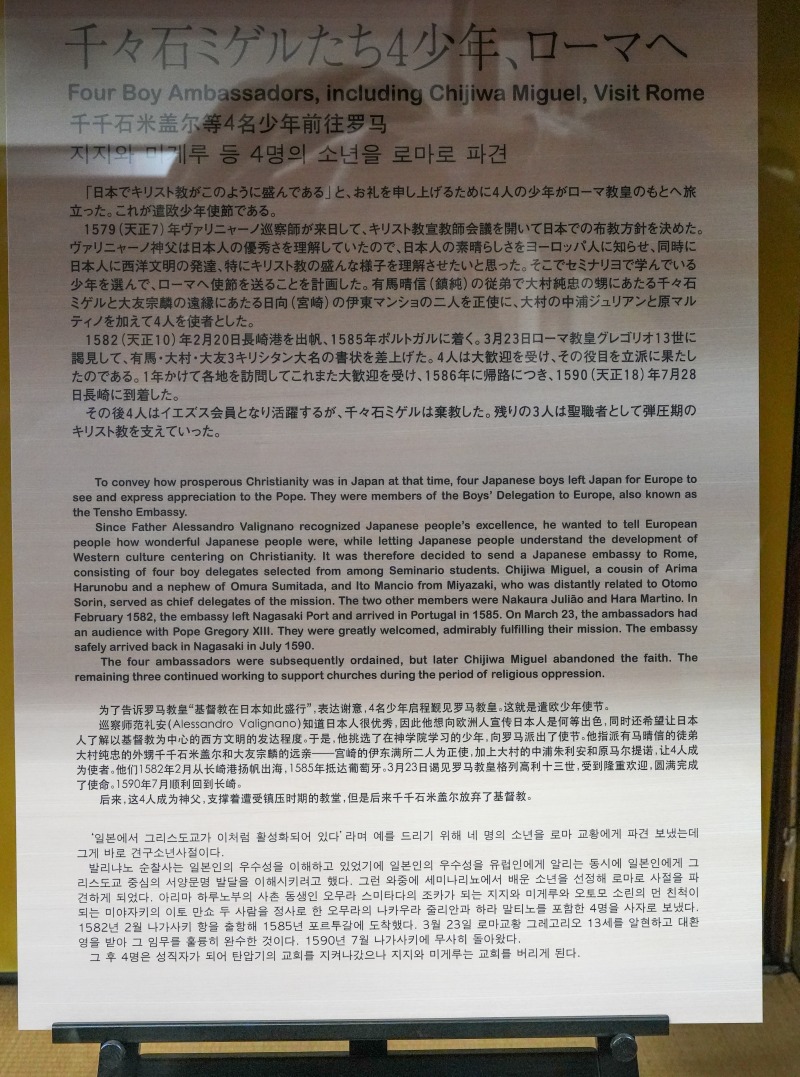 千々石ミゲルたち4少年、ローマへ
Four Boy Ambassadors, including Chijiwa Miguel, Visit Rome
千千石米盖尔等4名少年前往罗马
지지와 미게루 등 4명의 소년을 로마로 파견
「日本でキリスト教がこのように盛んである」と、お礼を申し上げるために4人の少年がローマ教皇のもとへ旅
立った。これが遣欧少年使節である。
1579(天正7)年ヴァリニャーノ巡察師が来日して、キリスト教宣教師会議を開いて日本での布教方針を決めた。
ヴァリニャーノ神父は日本人の優秀さを理解していたので、日本人の素晴らしさをヨーロッパ人に知らせ、同時に
日本人に西洋文明の発達、特にキリスト教の盛んな様子を理解させたいと思った。そこでセミナリヨで学んでいる
少年を選んで、ローマへ使節を送ることを計画した。有馬晴信(鎮純)の従弟で大村純忠の甥にあたる千々石
ミゲルと大友宗麟の遠縁にあたる日向(宮崎)の伊東マンショの二人を正使に、大村の中浦ジュリアンと原マル
ティノを加えて4人を使者とした。
1582(天正10)年2月20日長崎港を出帆、1585年ポルトガルに着く。3月23日ローマ教皇グレゴリオ13世に
謁見して、有馬・大村・大友3キリシタン大名の書状を差上げた。4人は大歓迎を受け、その役目を立派に果たし
たのである。1年かけて各地を訪問してこれまた大歓迎を受け、1586年に帰路につき、1590(天正18)年7月28
日長崎に到着した。
その後4人はイエズス会員となり活躍するが、千々石ミゲルは棄教した。残りの3人は聖職者として弾圧期の
キリスト教を支えていった。
To convey how prosperous Christianity was in Japan at that time, four Japanese boys left Japan for Europe to
see and express appreciation to the Pope. They were members of the Boys' Delegation to Europe, also known as
the Tensho Embassy.
Since Father Alessandro Valignano recognized Japanese people's excellence, he wanted to tell European
people how wonderful Japanese people were, while letting Japanese people understand the development of
Western culture centering on Christianity. It was therefore decided to send a Japanese embassy to Rome,
consisting of four boy delegates selected from among Seminario students. Chijiwa Miguel, a cousin of Arima
Harunobu and a nephew of Omura Sumitada, and Ito Mancio from Miyazaki, who was distantly related to Otomo
Sorin, served as chief delegates of the mission. The two other members were Nakaura Julião and Hara Martino. In
February 1582, the embassy left Nagasaki Port and arrived in Portugal in 1585. On March 23, the ambassadors had
an audience with Pope Gregory XIII. They were greatly welcomed, admirably fulfilling their mission. The embassy
safely arrived back in Nagasaki in July 1590.
The four ambassadors were subsequently ordained, but later Chijiwa Miguel abandoned the faith. The
remaining three continued working to support churches during the period of religious oppression.
为了告诉罗马教皇“基督教在日本如此盛行”，表达谢意，4名少年启程觐见罗马教皇。这就是遣欧少年使节。
巡察师范礼安(Alessandro Valignano)知道日本人很优秀，因此他想向欧洲人宣传日本人是何等出色，同时还希望让日本
人了解以基督教为中心的西方文明的发达程度。于是，他挑选了在神学院学习的少年，向罗马派出了使节。他指派有马晴信的徒弟
大村纯忠的外甥千千石米盖尔和大友宗麟的远亲——宫崎的伊东满所二人为正使，加上大村的中浦朱利安和原马尔提诺，让4人成
为使者。他们1582年2月从长崎港扬帆出海，1585年抵达葡萄牙。3月23日谒见罗马教皇格列高利十三世，受到隆重欢迎，圆满完成
了使命。1590年7月顺利回到长崎。
后来，这4人成为神父，支撑着遭受镇压时期的教堂，但是后来千千石米盖尔放弃了基督教。
‘일본에서 그리스도교가 이처럼 활성화되어 있다’라며 예를 드리기 위해 네 명의 소년을 로마 교황에게 파견 보냈는데
그게 바로 견구소년사절이다.
발리냐노 순찰사는 일본인의 우수성을 이해하고 있었기에 일본인의 우수성을 유럽인에게 알리는 동시에 일본인에게 그
리스도교 중심의 서양문명 발달을 이해시키려고 했다. 그런 와중에 세미나리뇨에서 배운 소년을 선정해 로마로 사절을 파
견하게 되었다. 아리마 하루노부의 사촌 동생인 오무라 스미타다의 조카가 되는 지지와 미게루와 오토모 소린의 먼 친척이
되는 미야자키의 이토 만쇼 두 사람을 정사로 한 오무라의 나카우라 줄리안과 하라 말티노를 포함한 4명을 사자로 보냈다.
1582년 2월 나가사키 항을 출항해 1585년 포르투갈에 도착했다. 3월 23일 로마교황 그레고리오 13세를 알현하고 대환
영을 받아 그 임무를 훌륭히 완수한 것이다. 1590년 7월 나가사키에 무사히 돌아왔다.
그 후 4명은 성직자가 되어 탄압기의 교회를 지켜나갔으나 지지와 미게루는 교회를 버리게 된다.